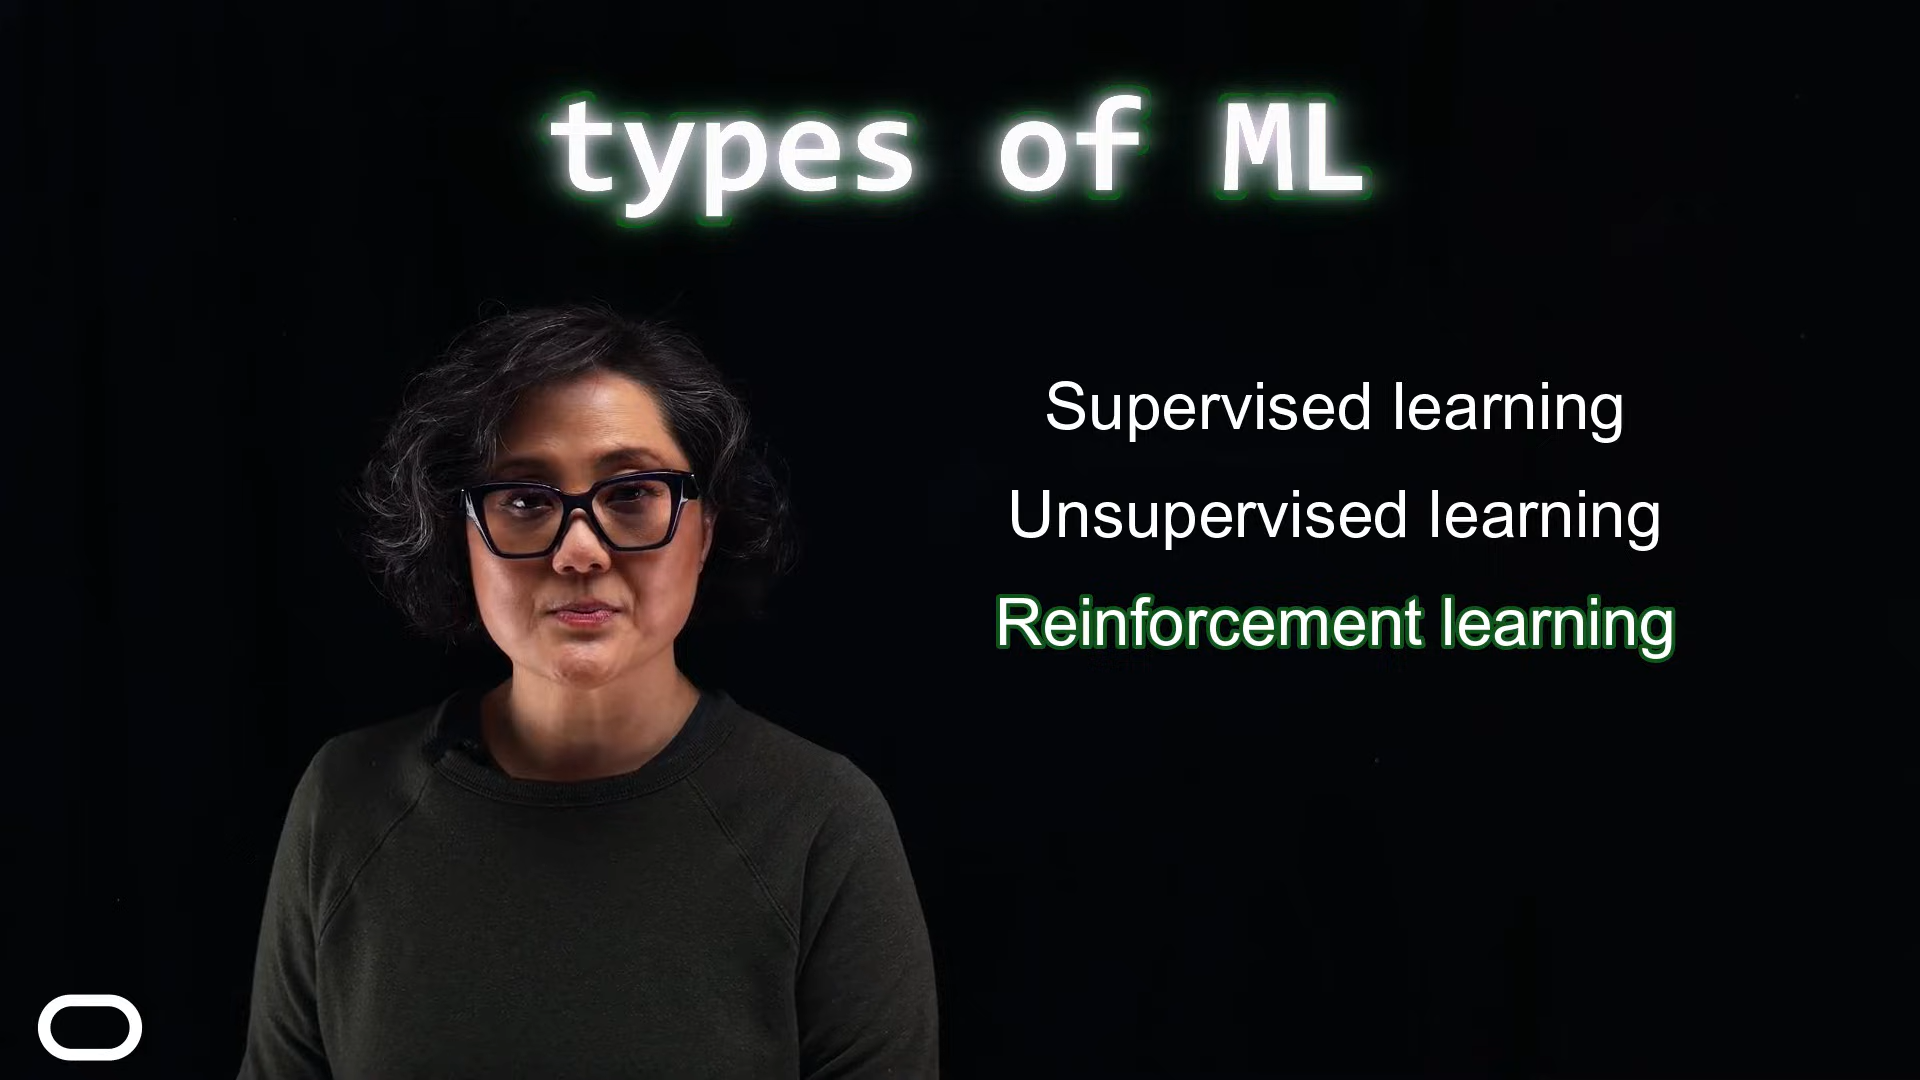 types of ML
Supervised learning
Unsupervised learning
Reinforcement learning